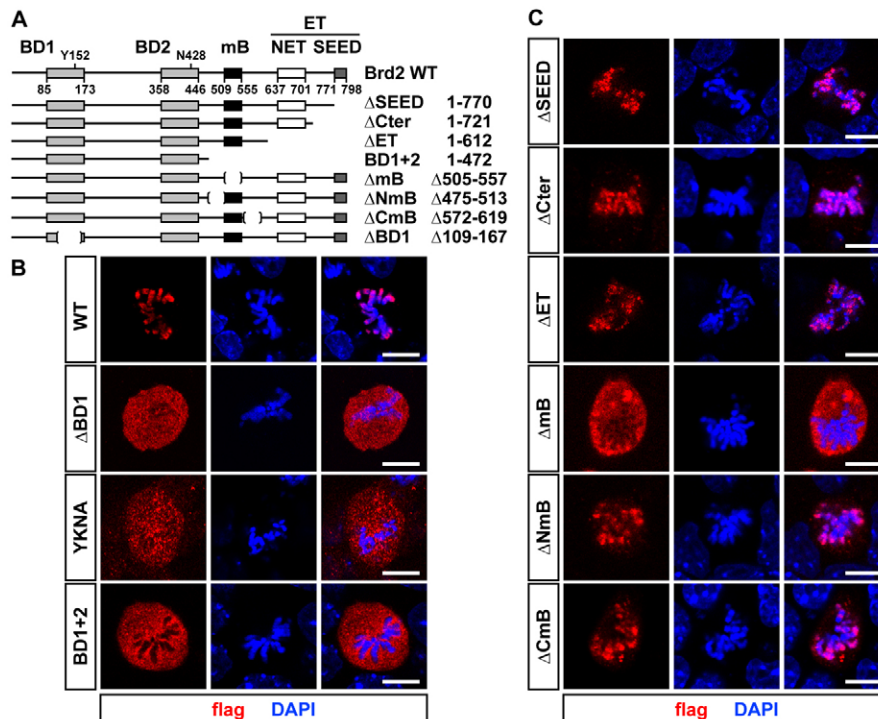 A
ET
BD1 Y152 BD2 N428 mB NET SEED
Brd2 WT
85 173 358 446 509 555 637 701 771 798
ΔSEED 1-770
ΔCter 1-721
ΔET 1-612
BD1+2 1-472
ΔmB Δ505-557
ΔNmB Δ475-513
ΔCmB Δ572-619
ΔBD1 Δ109-167
B
WT
ΔBD1
YKNA
BD1+2
flag DAPI
C
ΔSEED
ΔCter
ΔET
ΔmB
ΔNmB
ΔCmB
flag DAPI